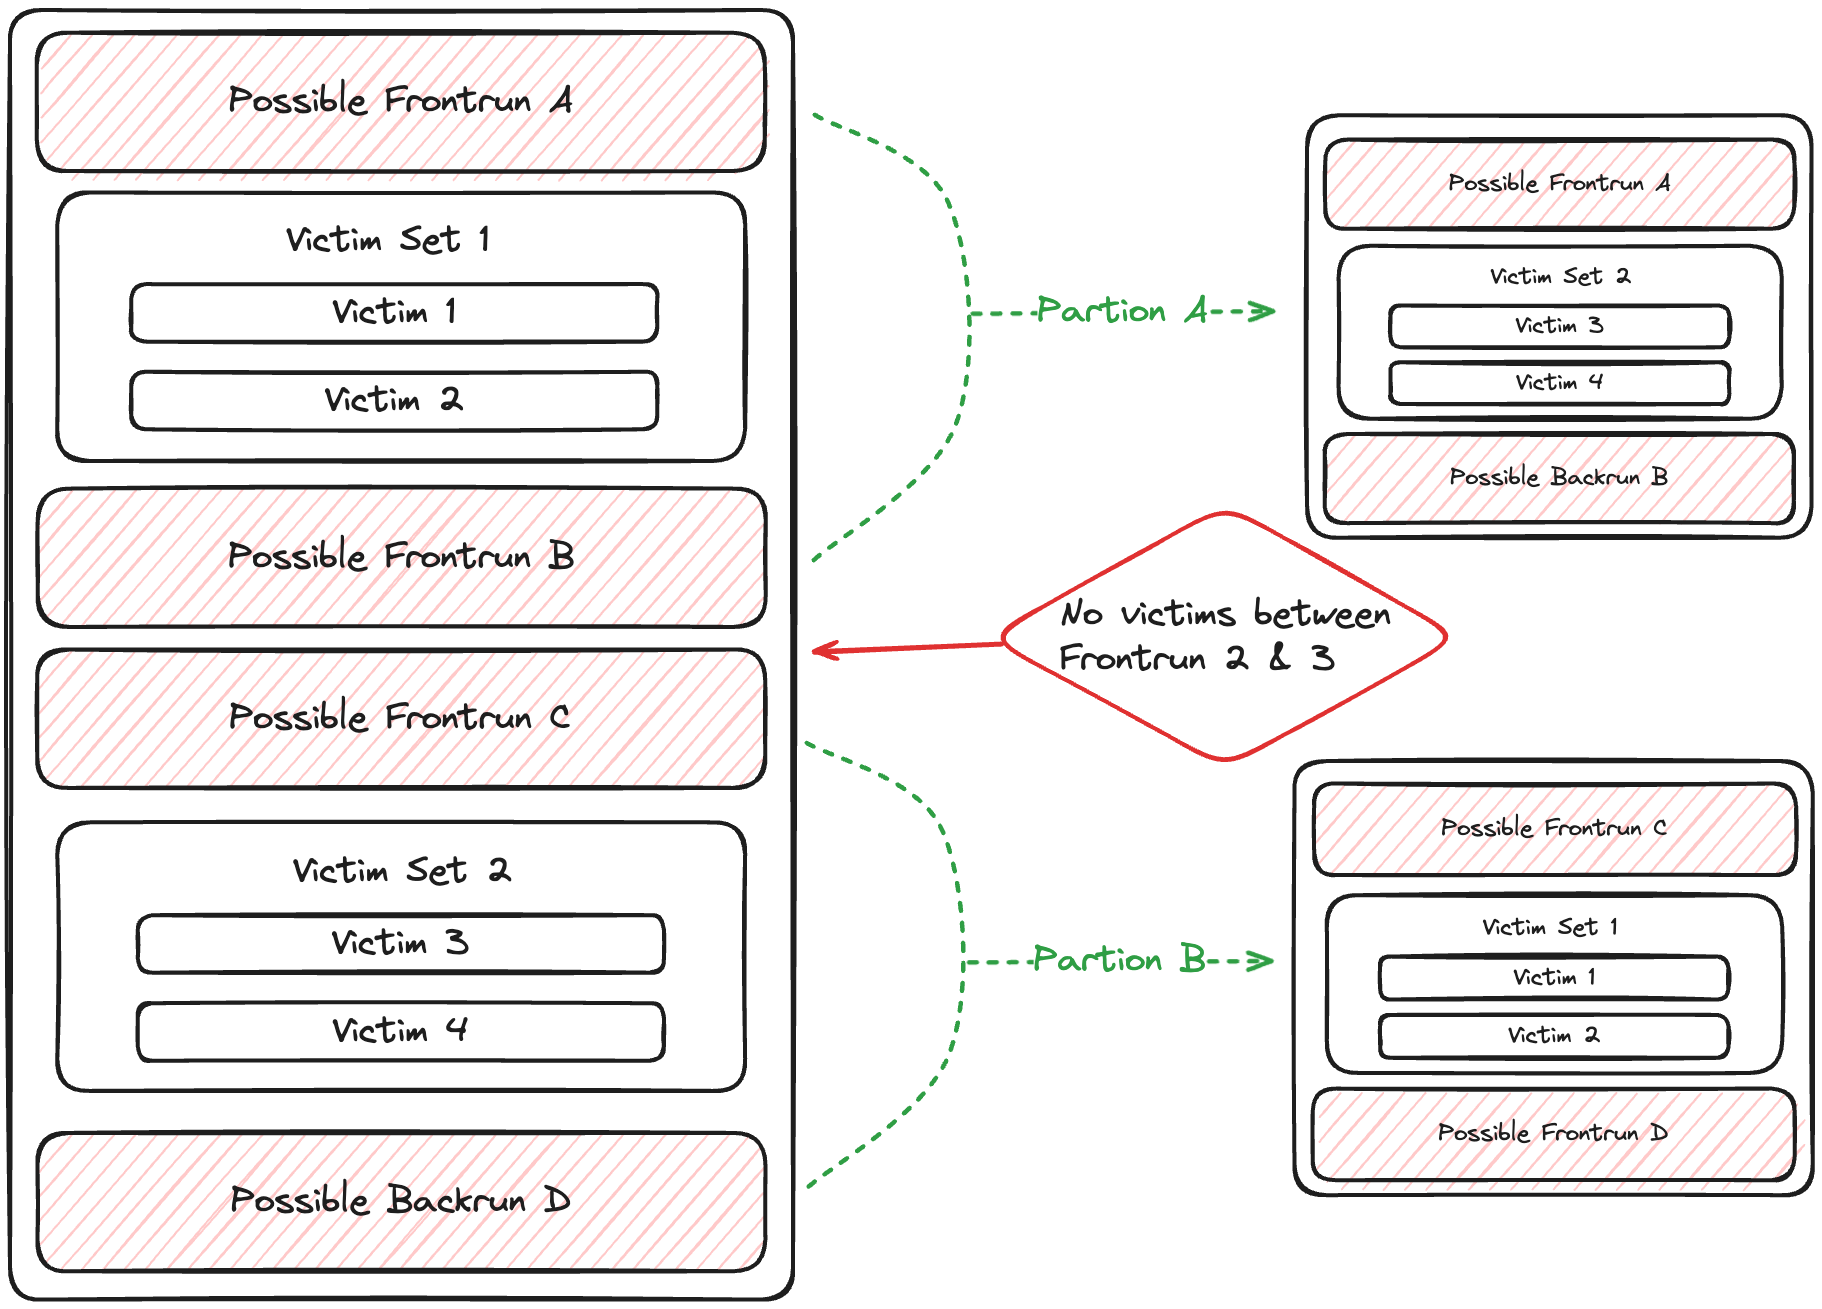 Possible Frontrun A
Victim Set 1
Victim 1
Victim 2
Possible Frontrun B
Possible Frontrun C
Victim Set 2
Victim 3
Victim 4
Possible Backrun D
Partion A
No victims between
Frontrun 2 & 3
Partion B
Possible Frontrun A
Victim Set 2
Victim 3
Victim 4
Possible Backrun B
Possible Frontrun C
Victim Set 1
Victim 1
Victim 2
Possible Frontrun D